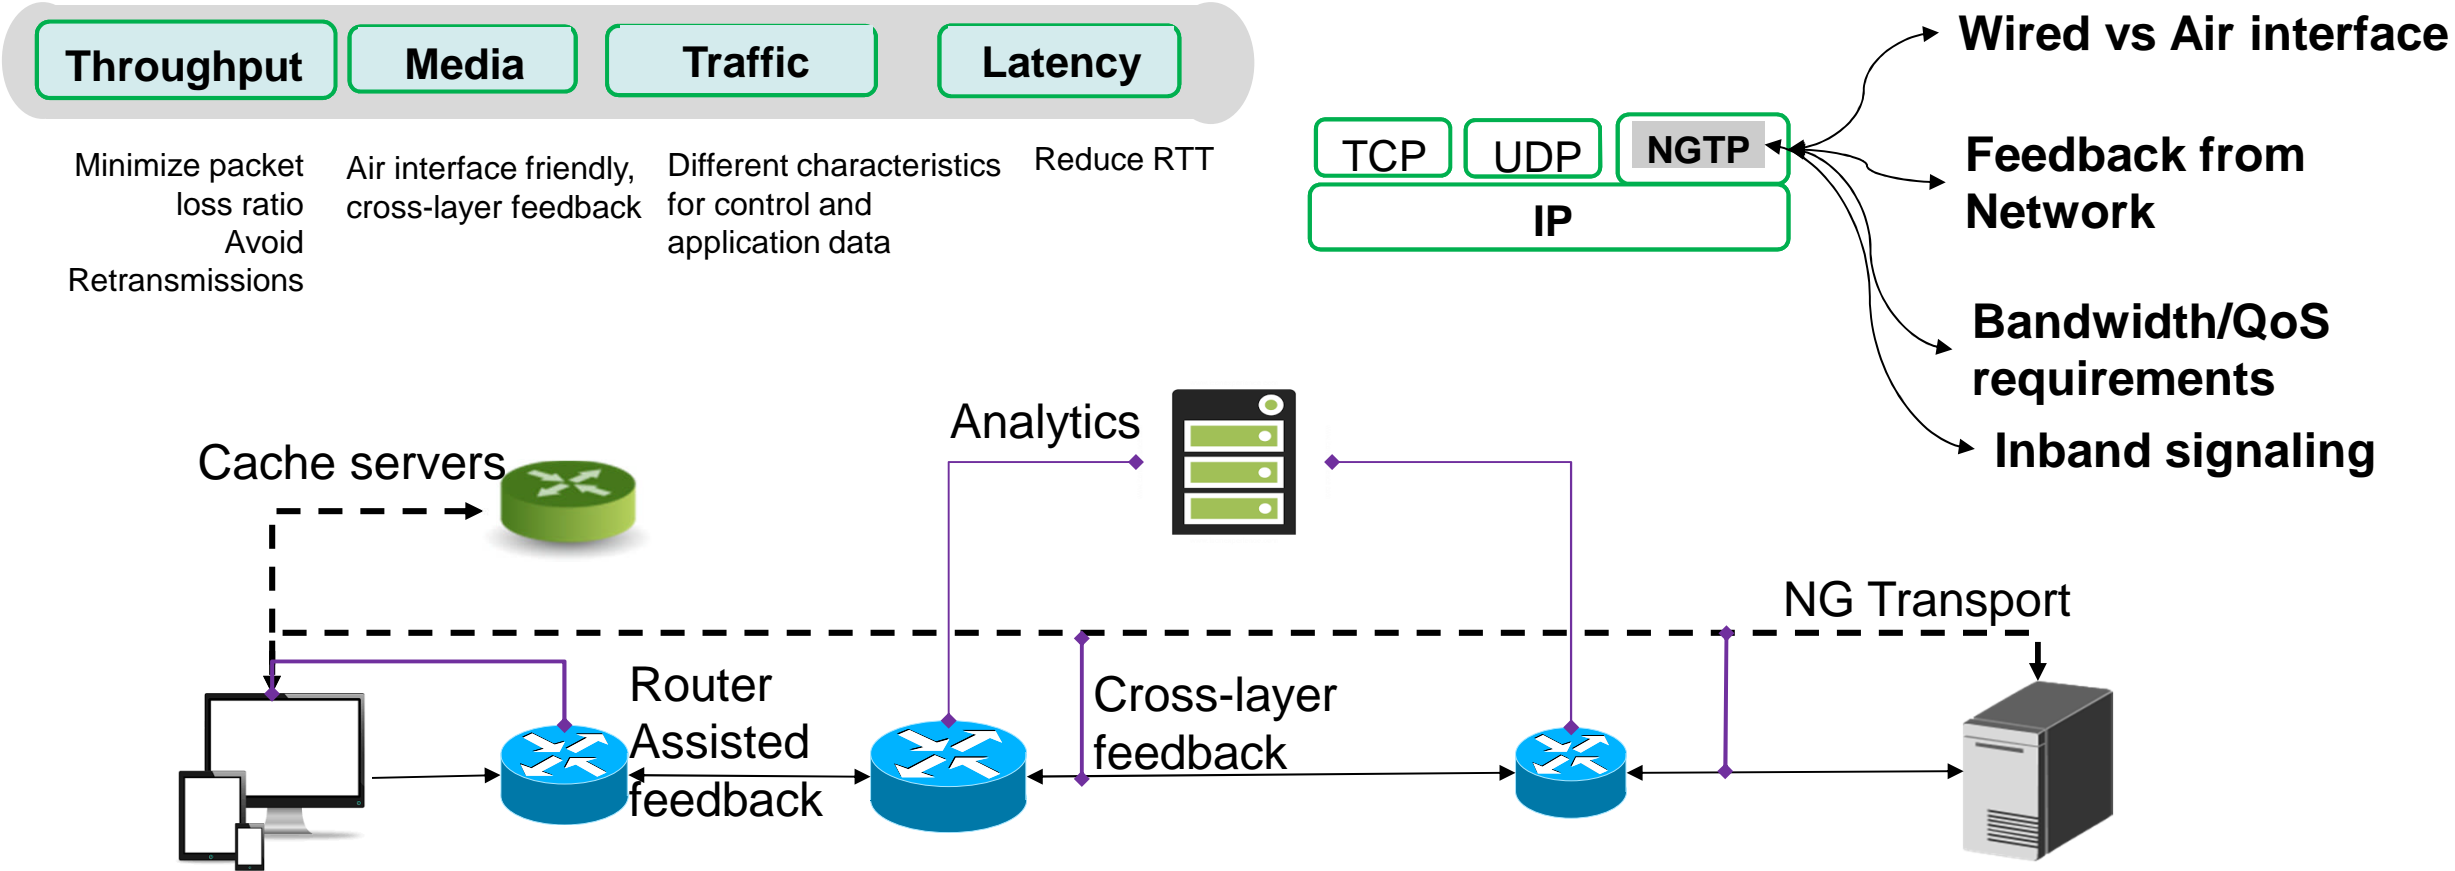 Throughput
Media
Traffic
Latency
Minimize packet
loss ratio
Avoid
Retransmissions
Air interface friendly,
cross-layer feedback
Different characteristics
for control and
application data
Reduce RTT
TCP
UDP
NGTP
IP
Wired vs Air interface
Feedback from
Network
Bandwidth/QoS
requirements
Inband signaling
Analytics
Cache servers
NG Transport
Router
Assisted
feedback
Cross-layer
feedback